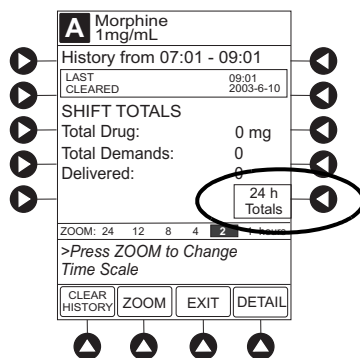 A Morphine
1mg/mL
History from 07:01 - 09:01
LAST 09:01
CLEARED 2003-6-10
SHIFT TOTALS
Total Drug: 0 mg
Total Demands: 0
Delivered: 0
24 h
Totals
ZOOM: 24 12 8 4 2 1 hours
>Press ZOOM to Change
Time Scale
CLEAR
HISTORY ZOOM EXIT DETAIL